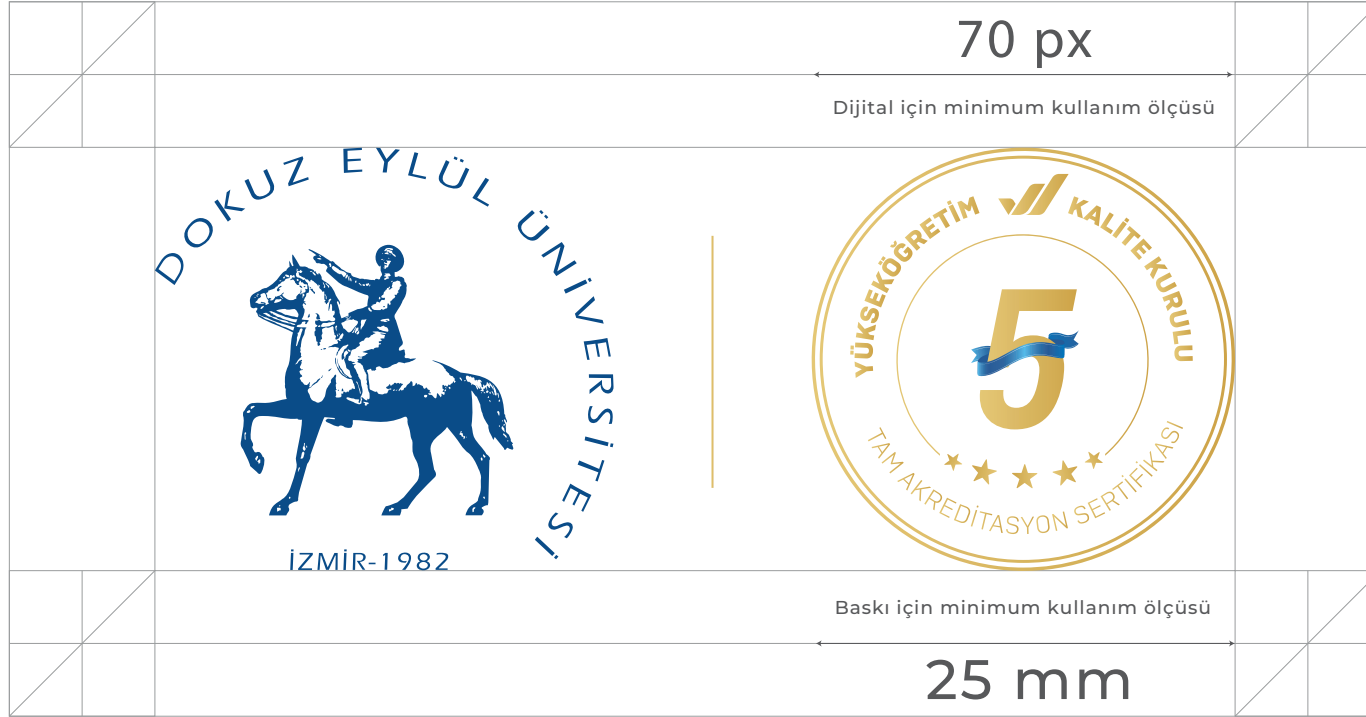 70 px
Dijital için minimum kullanım ölçüsü
DOKUZ EYLÜL ÜNİVERSİTESİ
İZMİR-1982
YÜKSEKÖĞRETİM KALİTE KURULU
5
TAM AKREDİTASYON SERTİFİKASI
Baskı için minimum kullanım ölçüsü
25 mm